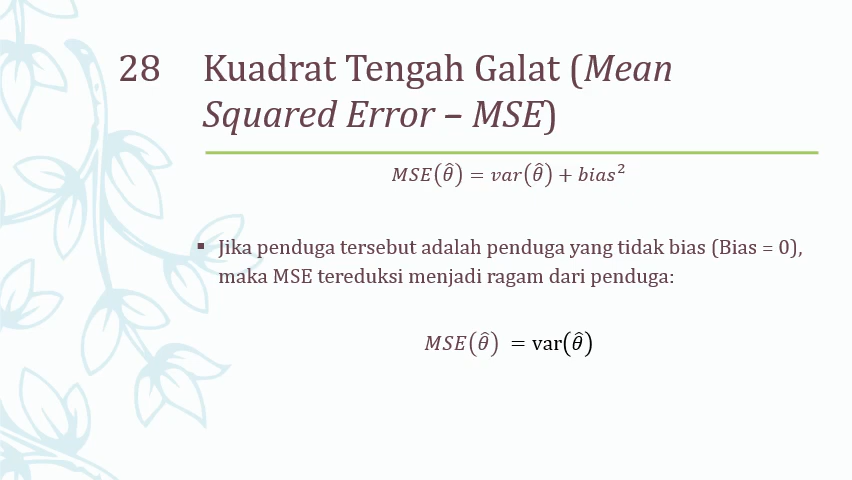 28
Kuadrat Tengah Galat (Mean
Squared Error – MSE)
𝑀𝑆𝐸(𝜃̂) = 𝑣𝑎𝑟(𝜃̂) + 𝑏𝑖𝑎𝑠²
▪ Jika penduga tersebut adalah penduga yang tidak bias (Bias = 0),
maka MSE tereduksi menjadi ragam dari penduga:
𝑀𝑆𝐸(𝜃̂) = var(𝜃̂)